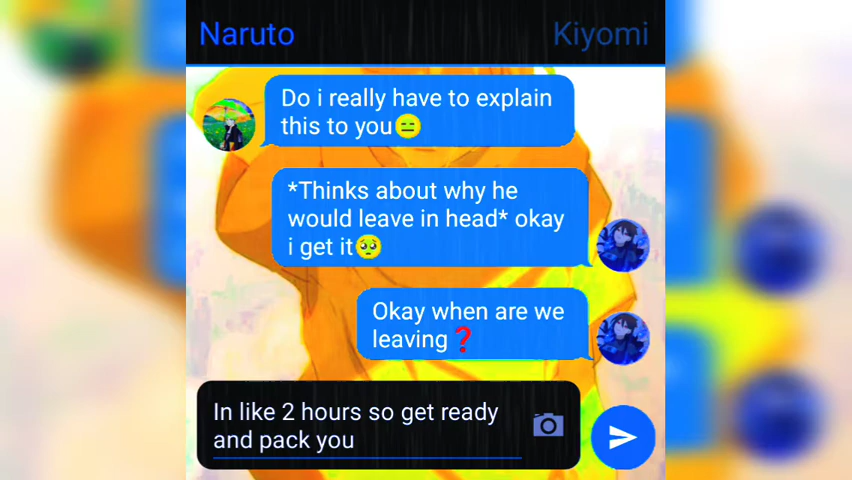 Naruto Kiyomi
Do i really have to explain
this to you😑
*Thinks about why he
would leave in head* okay
i get it🥺
Okay when are we
leaving❓
In like 2 hours so get ready
and pack you